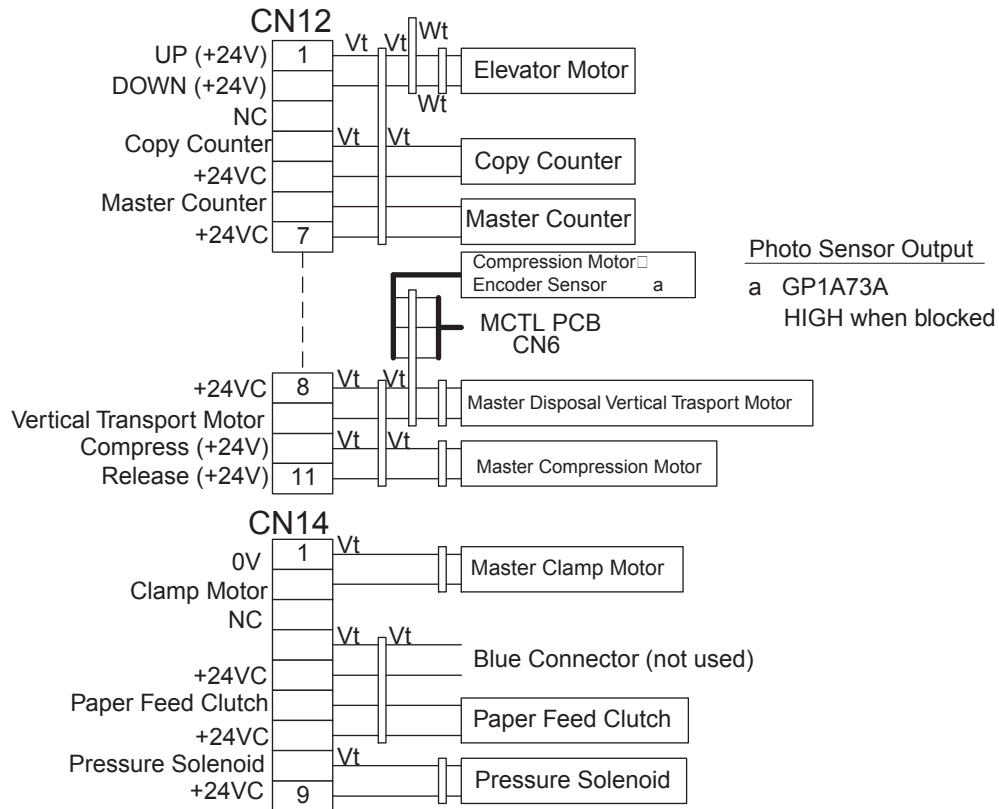 CN12
UP (+24V) 1 Vt Vt Wt Elevator Motor
DOWN (+24V) Wt
NC
Copy Counter Vt Vt Copy Counter
+24VC
Master Counter Master Counter
+24VC 7
Compression Motor□
Encoder Sensor a
Photo Sensor Output
a GP1A73A
HIGH when blocked
MCTL PCB
CN6
+24VC 8 Vt Vt Master Disposal Vertical Trasport Motor
Vertical Transport Motor
Compress (+24V) Vt Vt Master Compression Motor
Release (+24V) 11
CN14
0V 1 Vt Master Clamp Motor
Clamp Motor
NC
Vt Vt Blue Connector (not used)
+24VC
Paper Feed Clutch Paper Feed Clutch
+24VC
Pressure Solenoid Vt Pressure Solenoid
+24VC 9